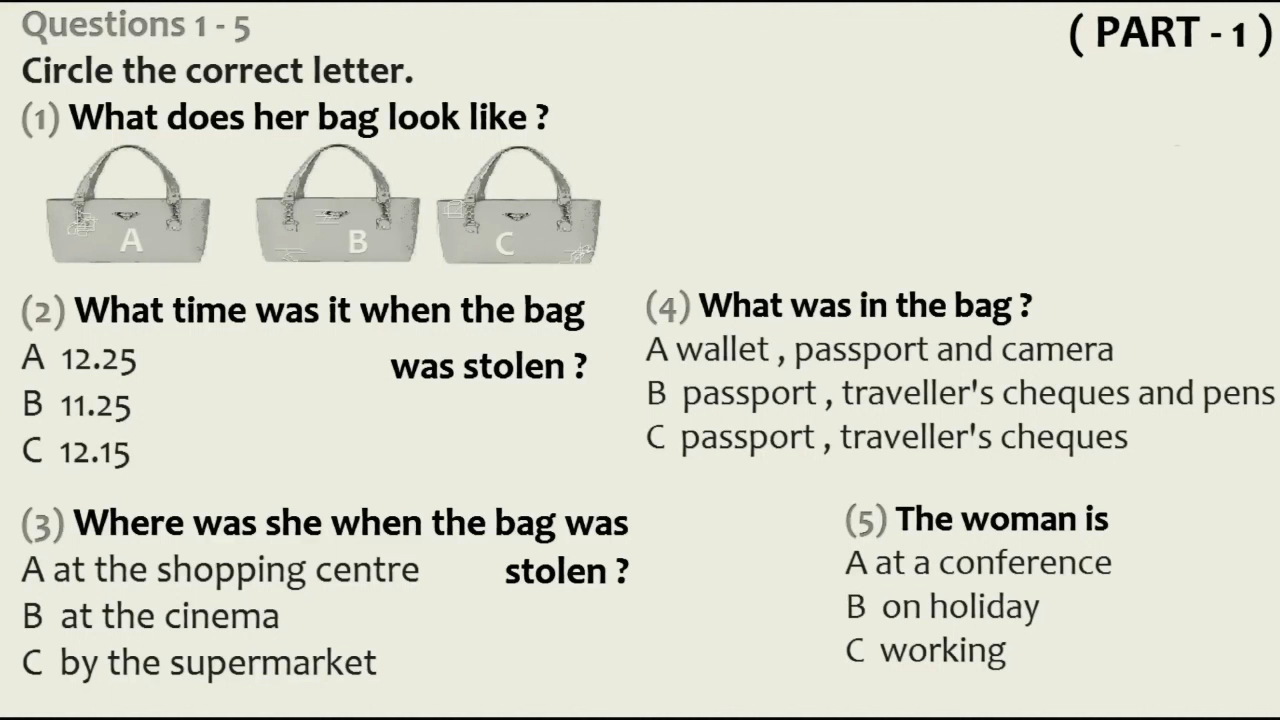 Questions 1 - 5
( PART - 1 )
Circle the correct letter.
(1) What does her bag look like ?
A
B
C
(2) What time was it when the bag
was stolen ?
A 12.25
B 11.25
C 12.15
(3) Where was she when the bag was
stolen ?
A at the shopping centre
B at the cinema
C by the supermarket
(4) What was in the bag ?
A wallet , passport and camera
B passport , traveller's cheques and pens
C passport , traveller's cheques
(5) The woman is
A at a conference
B on holiday
C working